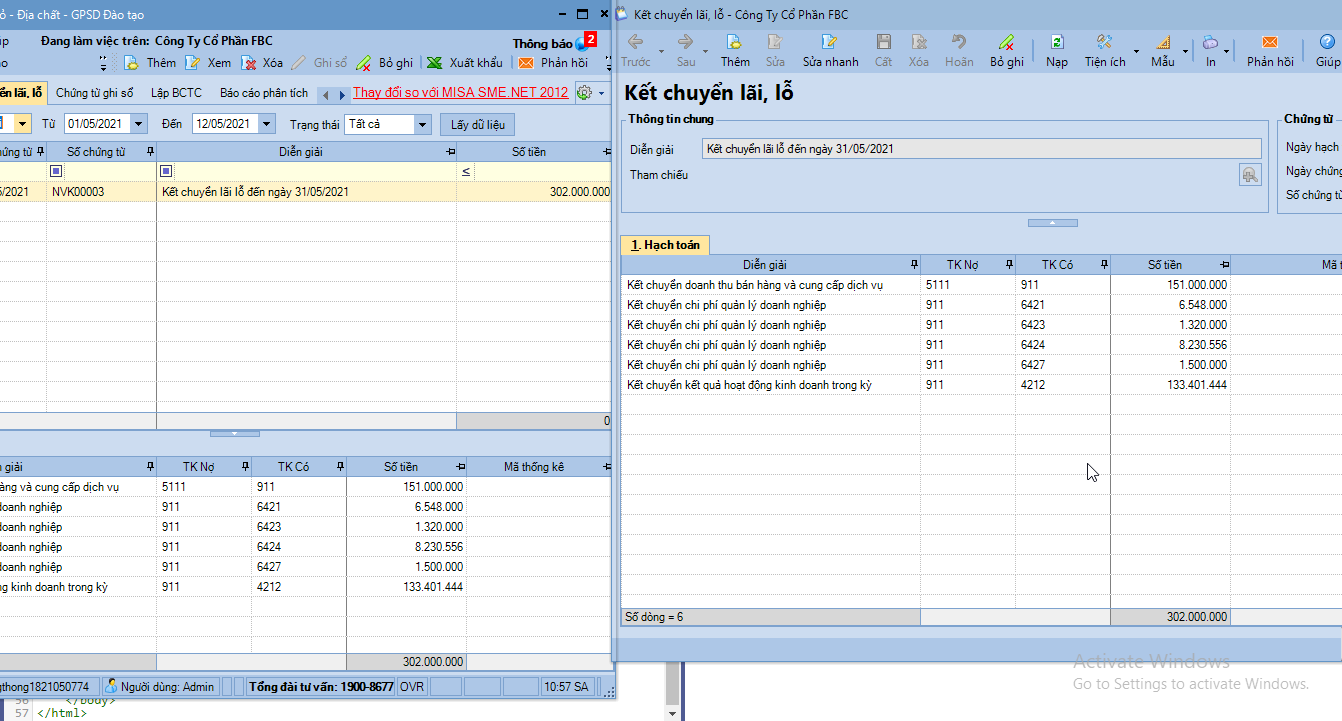 ỏ - Địa chất - GPSD Đào tạo
Đang làm việc trên: Công Ty Cổ Phần FBC
Thông báo 2
Thêm Xem Xóa Ghi sổ Bỏ ghi Xuất khẩu Phản hồi
ển lãi, lỗ Chứng từ ghi sổ Lập BCTC Báo cáo phân tích Thay đổi so với MISA SME.NET 2012
Từ 01/05/2021 Đến 12/05/2021 Trạng thái Tất cả Lấy dữ liệu
ứng từ Số chứng từ Diễn giải Số tiền
≤
5/2021 NVK00003 Kết chuyển lãi lỗ đến ngày 31/05/2021 302.000.000
0
n giải TK Nợ TK Có Số tiền Mã thống kê
àng và cung cấp dịch vụ 5111 911 151.000.000
doanh nghiệp 911 6421 6.548.000
doanh nghiệp 911 6423 1.320.000
doanh nghiệp 911 6424 8.230.556
doanh nghiệp 911 6427 1.500.000
ng kinh doanh trong kỳ 911 4212 133.401.444
302.000.000
gthong1821050774 Người dùng: Admin Tổng đài tư vấn: 1900-8677 OVR 10:57 SA
56 </body>
57 </html>
Kết chuyển lãi, lỗ - Công Ty Cổ Phần FBC
Trước Sau Thêm Sửa Sửa nhanh Cất Xóa Hoãn Bỏ ghi Nạp Tiện ích Mẫu In Phản hồi Giúp
Kết chuyển lãi, lỗ
Thông tin chung
Diễn giải Kết chuyển lãi lỗ đến ngày 31/05/2021
Tham chiếu
Chứng từ
Ngày hạch
Ngày chứng
Số chứng từ
1. Hạch toán
Diễn giải TK Nợ TK Có Số tiền Mã t
Kết chuyển doanh thu bán hàng và cung cấp dịch vụ 5111 911 151.000.000
Kết chuyển chi phí quản lý doanh nghiệp 911 6421 6.548.000
Kết chuyển chi phí quản lý doanh nghiệp 911 6423 1.320.000
Kết chuyển chi phí quản lý doanh nghiệp 911 6424 8.230.556
Kết chuyển chi phí quản lý doanh nghiệp 911 6427 1.500.000
Kết chuyển kết quả hoạt động kinh doanh trong kỳ 911 4212 133.401.444
Số dòng = 6 302.000.000
Activate Windows
Go to Settings to activate Windows.